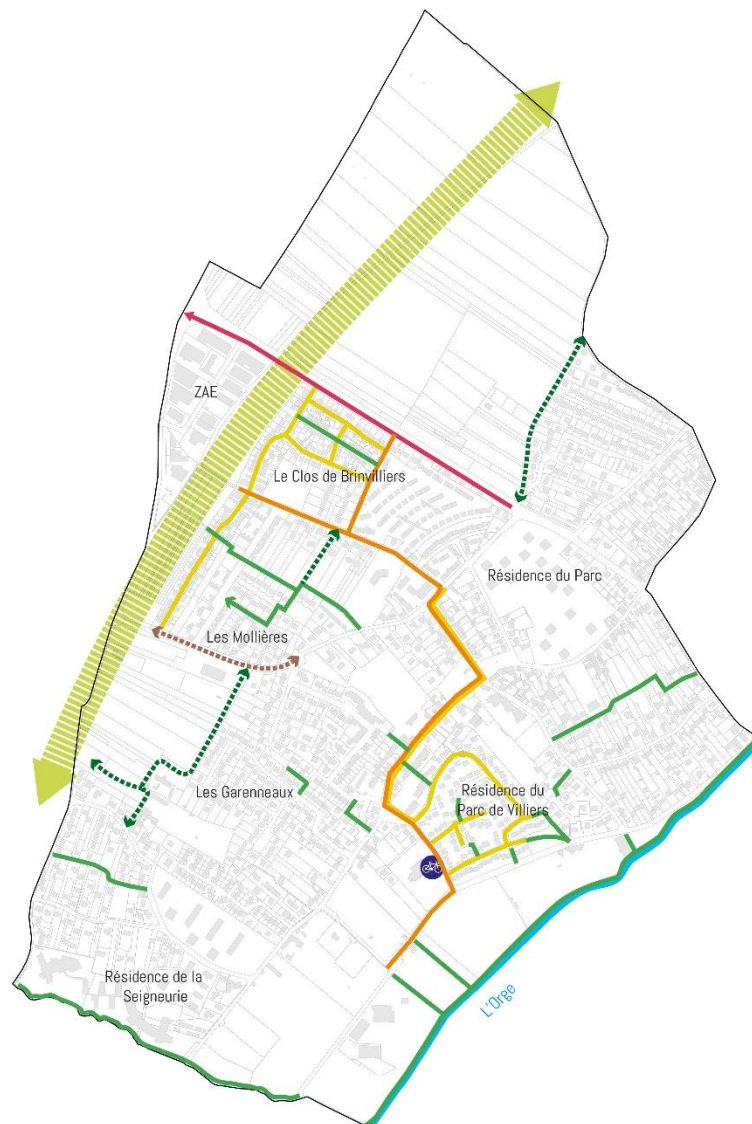 ZAE
Le Clos de Brinvilliers
Résidence du Parc
Les Mollières
Les Garenneaux
Résidence du
Parc de Villiers
Résidence de la
Seigneurie
L'Orge